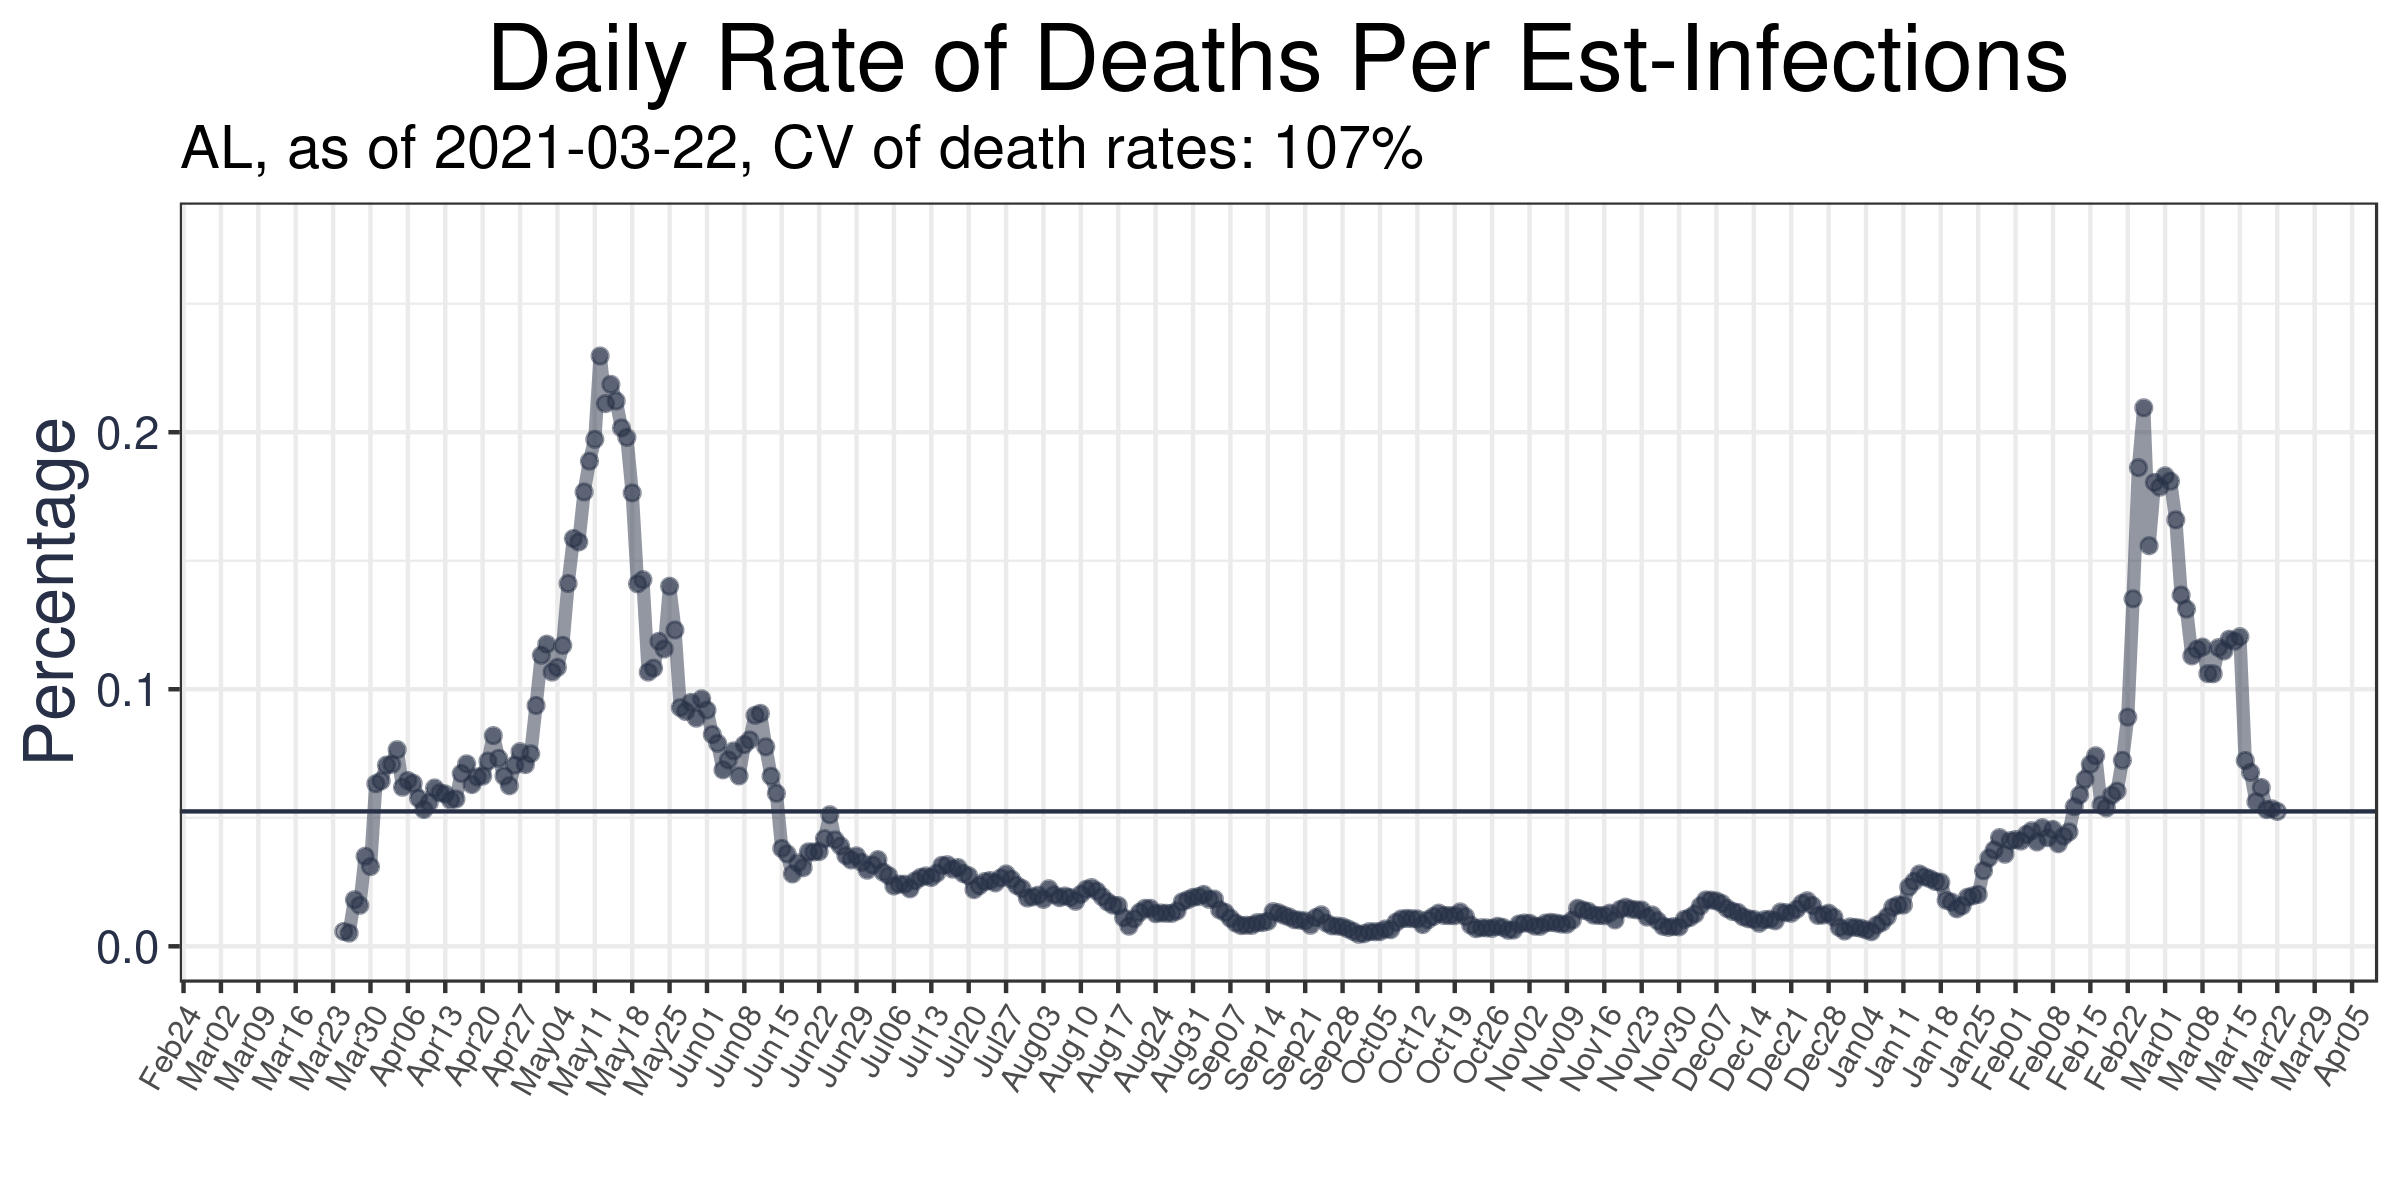 Daily Rate of Deaths Per Est-Infections
AL, as of 2021-03-22, CV of death rates: 107%
Percentage
0.2
0.1
0.0
Feb24
Mar02
Mar09
Mar16
Mar23
Mar30
Apr06
Apr13
Apr20
Apr27
May04
May11
May18
May25
Jun01
Jun08
Jun15
Jun22
Jun29
Jul06
Jul13
Jul20
Jul27
Aug03
Aug10
Aug17
Aug24
Aug31
Sep07
Sep14
Sep21
Sep28
Oct05
Oct12
Oct19
Oct26
Nov02
Nov09
Nov16
Nov23
Nov30
Dec07
Dec14
Dec21
Dec28
Jan04
Jan11
Jan18
Jan25
Feb01
Feb08
Feb15
Feb22
Mar01
Mar08
Mar15
Mar22
Mar29
Apr05